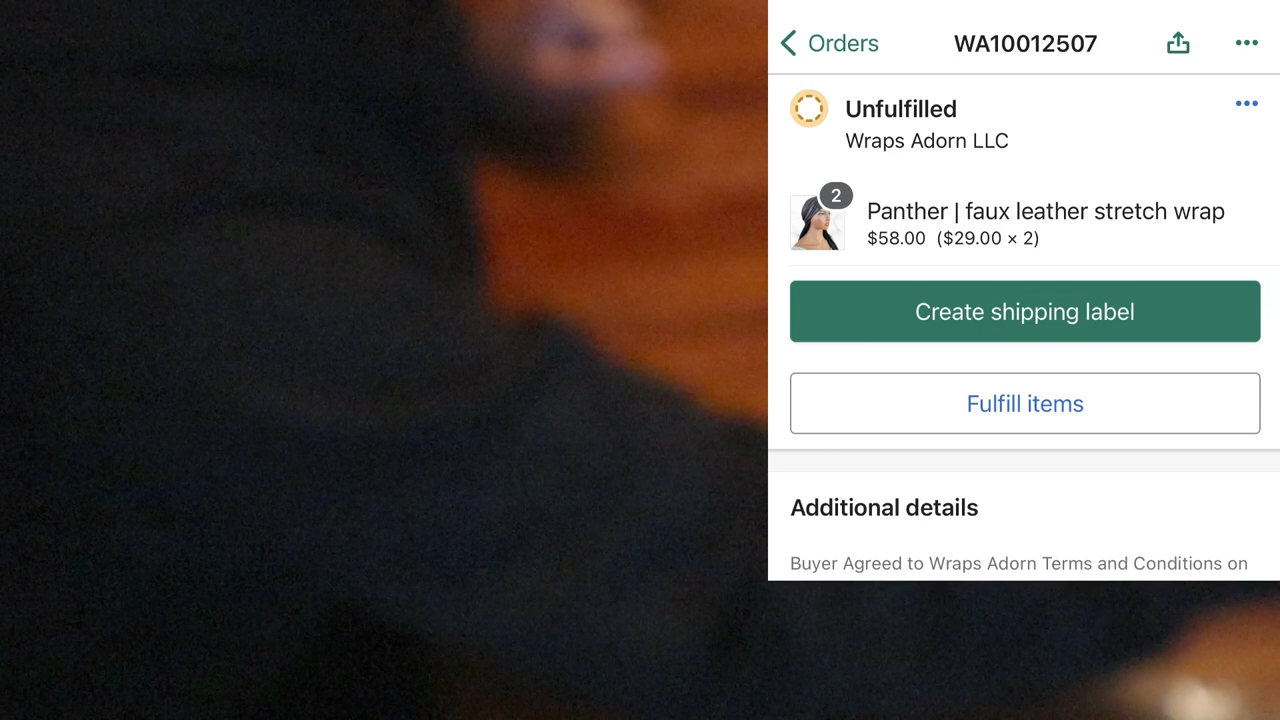 Orders WA10012507
Unfulfilled
Wraps Adorn LLC
2
Panther | faux leather stretch wrap
$58.00 ($29.00 × 2)
Create shipping label
Fulfill items
Additional details
Buyer Agreed to Wraps Adorn Terms and Conditions on